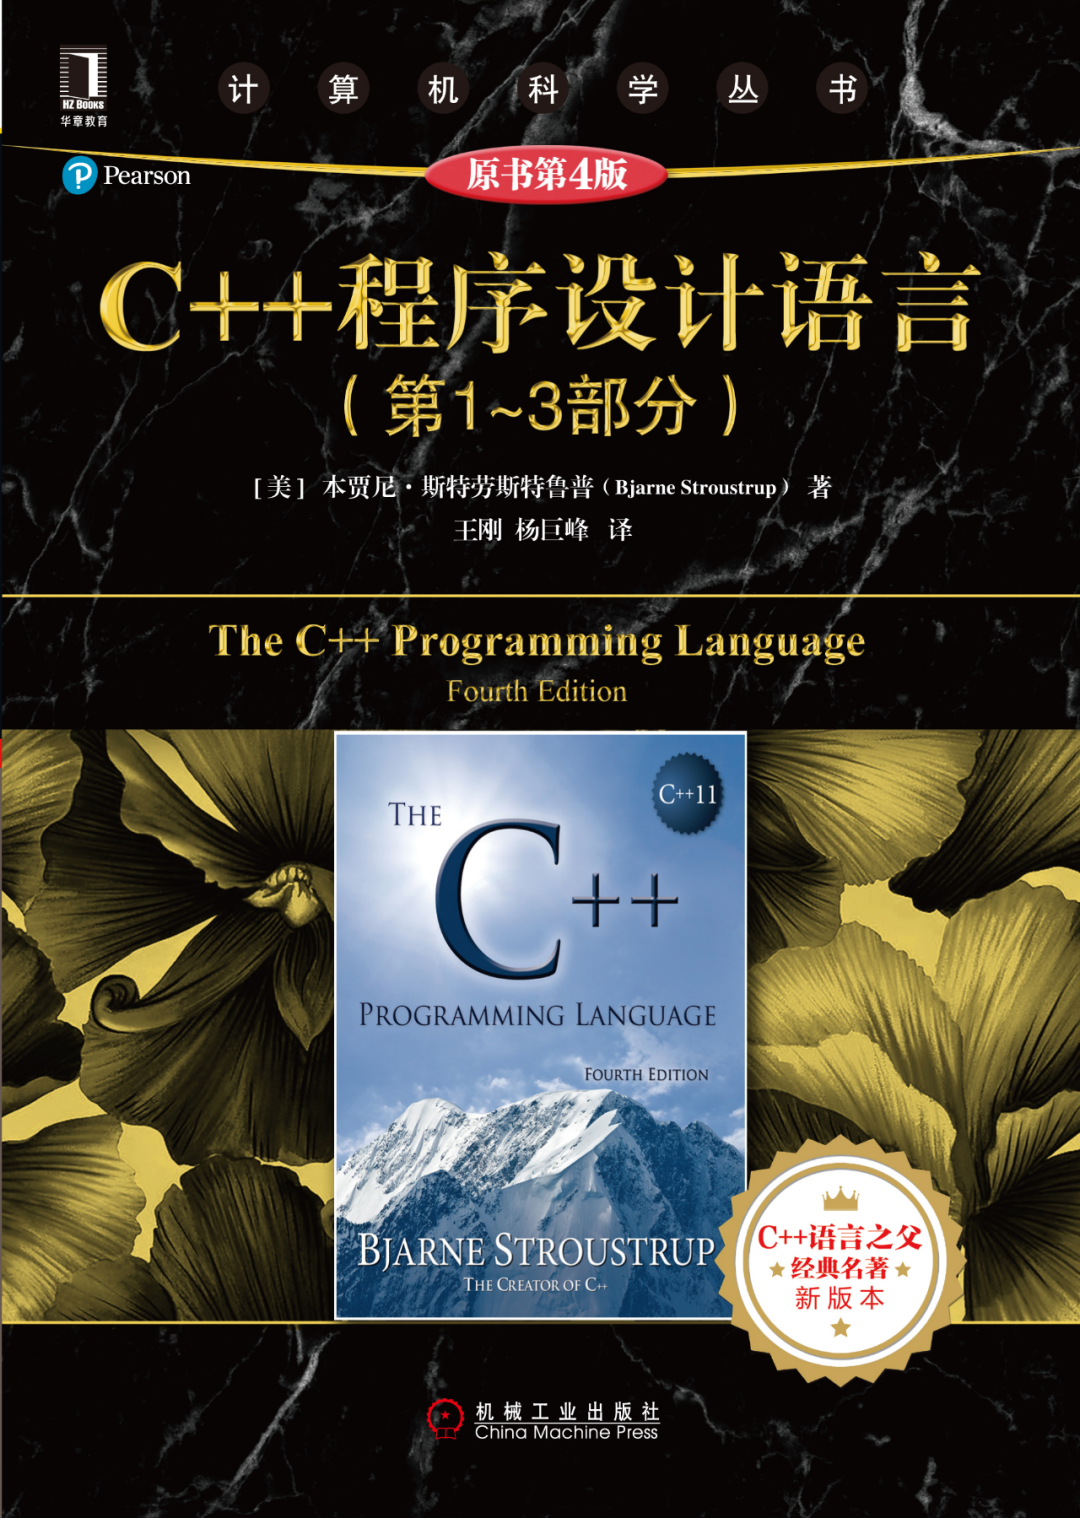 计算机科学丛书
HZ BOOKS
华章教育
Pearson
原书第4版
C++程序设计语言
（第1~3部分）
[美] 本贾尼·斯特劳斯特鲁普（Bjarne Stroustrup） 著
王刚 杨巨峰 译
The C++ Programming Language
Fourth Edition
C++11
THE
C++
PROGRAMMING LANGUAGE
FOURTH EDITION
BJARNE STROUSTRUP
THE CREATOR OF C++
C++语言之父
经典名著
新版本
机械工业出版社
China Machine Press